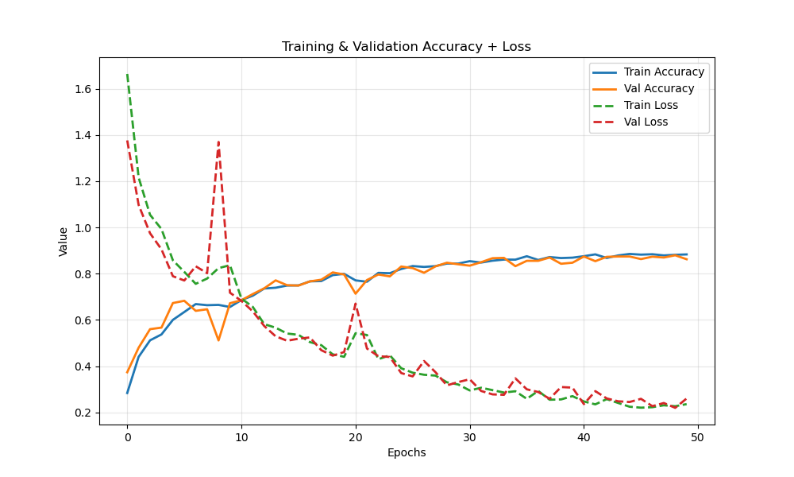 Training & Validation Accuracy + Loss
Train Accuracy
Val Accuracy
Train Loss
Val Loss
Value
1.6
1.4
1.2
1.0
0.8
0.6
0.4
0.2
0 10 20 30 40 50
Epochs